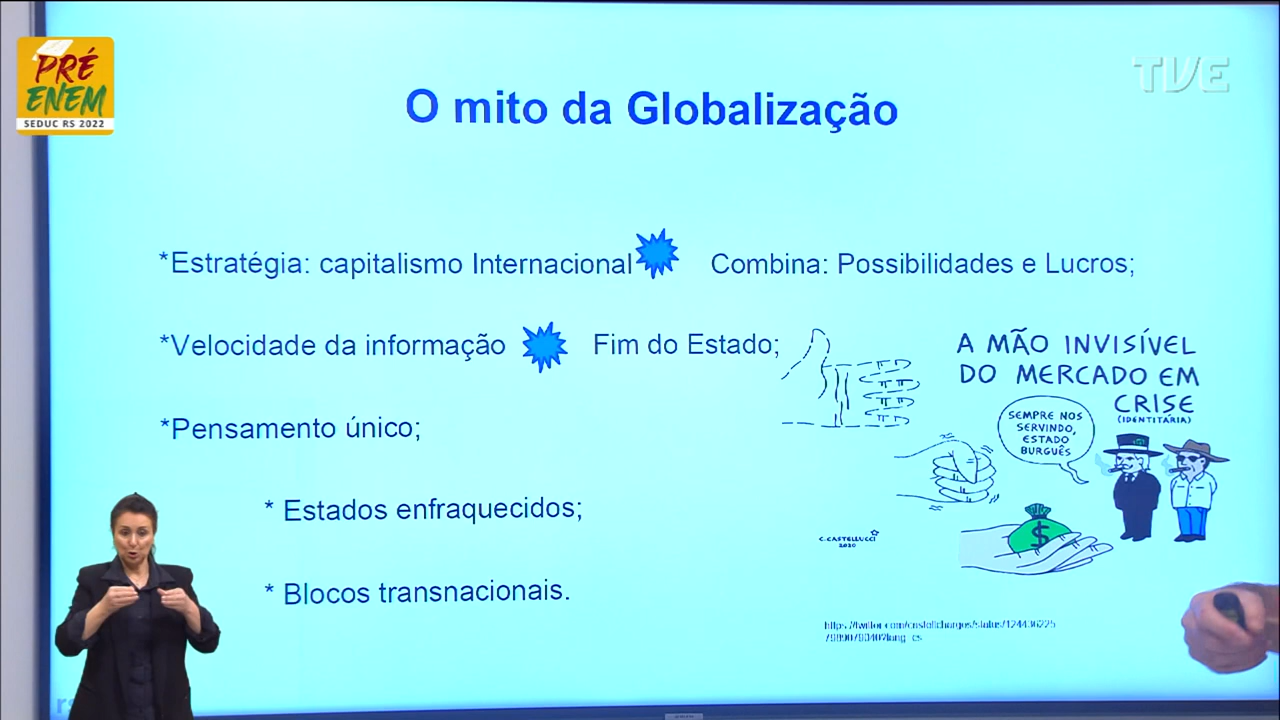 PRÉ
ENEM
SEDUC RS 2022
TVE
O mito da Globalização
*Estratégia: capitalismo Internacional Combina: Possibilidades e Lucros;
*Velocidade da informação Fim do Estado;
*Pensamento único;
* Estados enfraquecidos;
* Blocos transnacionais.
A MÃO INVISÍVEL
DO MERCADO EM
CRISE
(IDENTITÁRIA)
SEMPRE NOS
SERVINDO,
ESTADO
BURGUÊS
$
C.CASTELLUCCI
2020